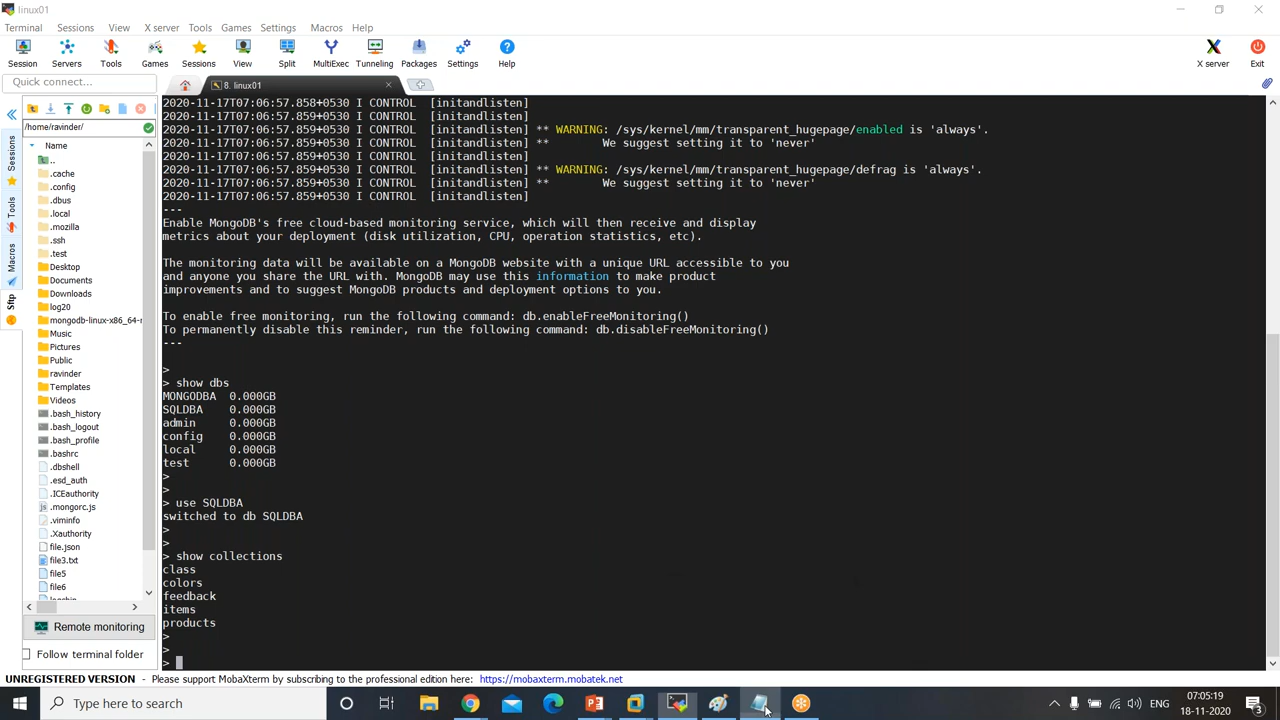 linux01
Terminal Sessions View X server Tools Games Settings Macros Help
Session Servers Tools Games Sessions View Split MultiExec Tunneling Packages Settings Help X server Exit
Quick connect...
8. linux01
/home/ravinder/
Name
..
.cache
.config
.dbus
.local
.mozilla
.ssh
.test
Desktop
Documents
Downloads
log20
mongodb-linux-x86_64-r
Music
Pictures
Public
ravinder
Templates
Videos
.bash_history
.bash_logout
.bash_profile
.bashrc
.dbshell
.esd_auth
.ICEauthority
.mongorc.js
.viminfo
.Xauthority
file.json
file3.txt
file5
file6
Sessions
Tools
Macros
Sftp
2020-11-17T07:06:57.858+0530 I CONTROL [initandlisten]
2020-11-17T07:06:57.859+0530 I CONTROL [initandlisten]
2020-11-17T07:06:57.859+0530 I CONTROL [initandlisten] ** WARNING: /sys/kernel/mm/transparent_hugepage/enabled is 'always'.
2020-11-17T07:06:57.859+0530 I CONTROL [initandlisten] ** We suggest setting it to 'never'
2020-11-17T07:06:57.859+0530 I CONTROL [initandlisten]
2020-11-17T07:06:57.859+0530 I CONTROL [initandlisten] ** WARNING: /sys/kernel/mm/transparent_hugepage/defrag is 'always'.
2020-11-17T07:06:57.859+0530 I CONTROL [initandlisten] ** We suggest setting it to 'never'
2020-11-17T07:06:57.859+0530 I CONTROL [initandlisten]
---
Enable MongoDB's free cloud-based monitoring service, which will then receive and display
metrics about your deployment (disk utilization, CPU, operation statistics, etc).
The monitoring data will be available on a MongoDB website with a unique URL accessible to you
and anyone you share the URL with. MongoDB may use this information to make product
improvements and to suggest MongoDB products and deployment options to you.
To enable free monitoring, run the following command: db.enableFreeMonitoring()
To permanently disable this reminder, run the following command: db.disableFreeMonitoring()
---
>
> show dbs
MONGODBA 0.000GB
SQLDBA 0.000GB
admin 0.000GB
config 0.000GB
local 0.000GB
test 0.000GB
>
>
> use SQLDBA
switched to db SQLDBA
>
> show collections
class
colors
feedback
items
products
>
>
>
Remote monitoring
Follow terminal folder
UNREGISTERED VERSION - Please support MobaXterm by subscribing to the professional edition here: https://mobaxterm.mobatek.net
Type here to search
ENG
07:05:19
18-11-2020
3